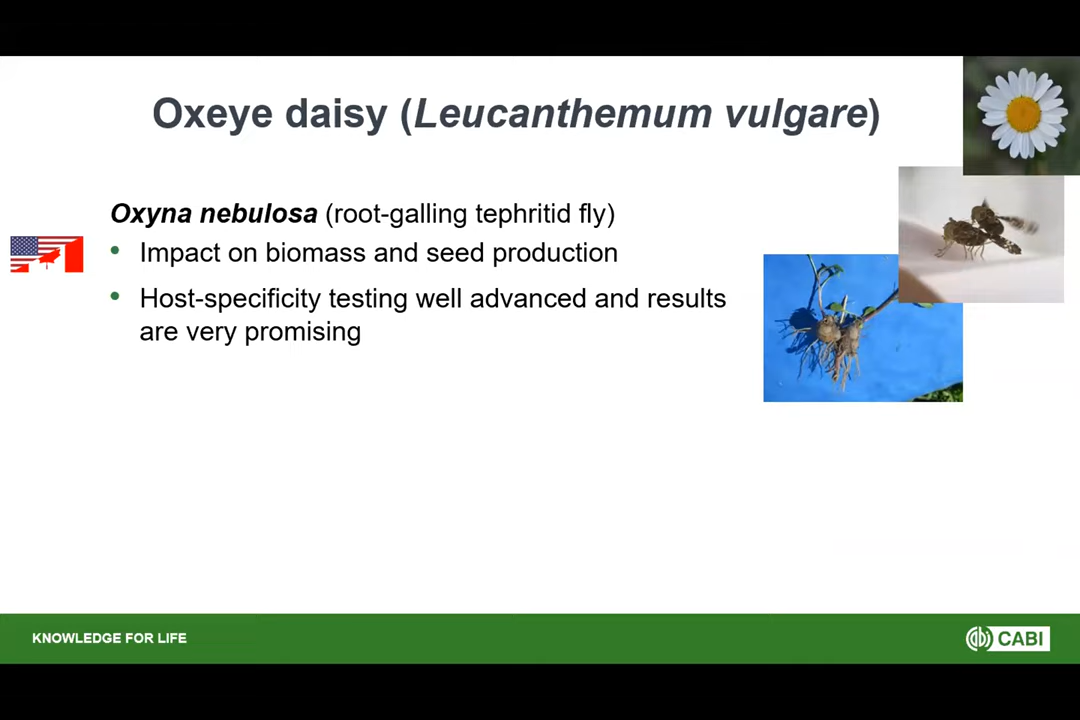 Oxeye daisy (Leucanthemum vulgare)
Oxyna nebulosa (root-galling tephritid fly)
• Impact on biomass and seed production
• Host-specificity testing well advanced and results
are very promising
KNOWLEDGE FOR LIFE
CABI